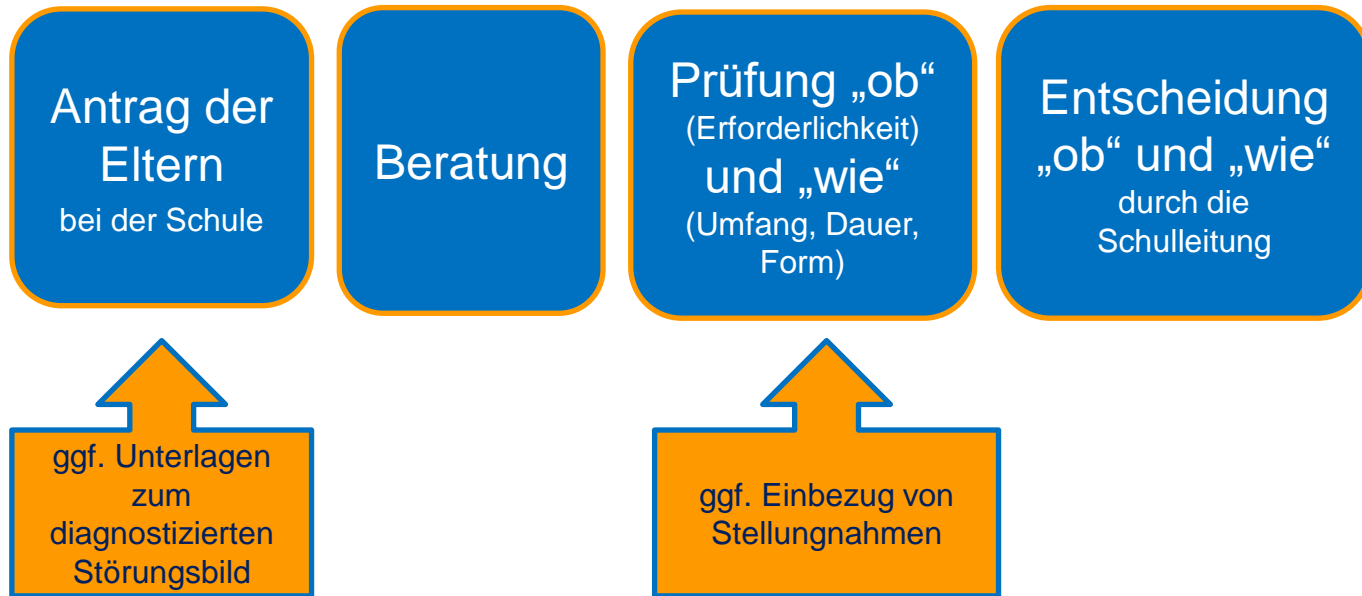 Antrag der
Eltern
bei der Schule
Beratung
Prüfung „ob“
(Erforderlichkeit)
und „wie“
(Umfang, Dauer,
Form)
Entscheidung
„ob“ und „wie“
durch die
Schulleitung
ggf. Unterlagen
zum
diagnostizierten
Störungsbild
ggf. Einbezug von
Stellungnahmen